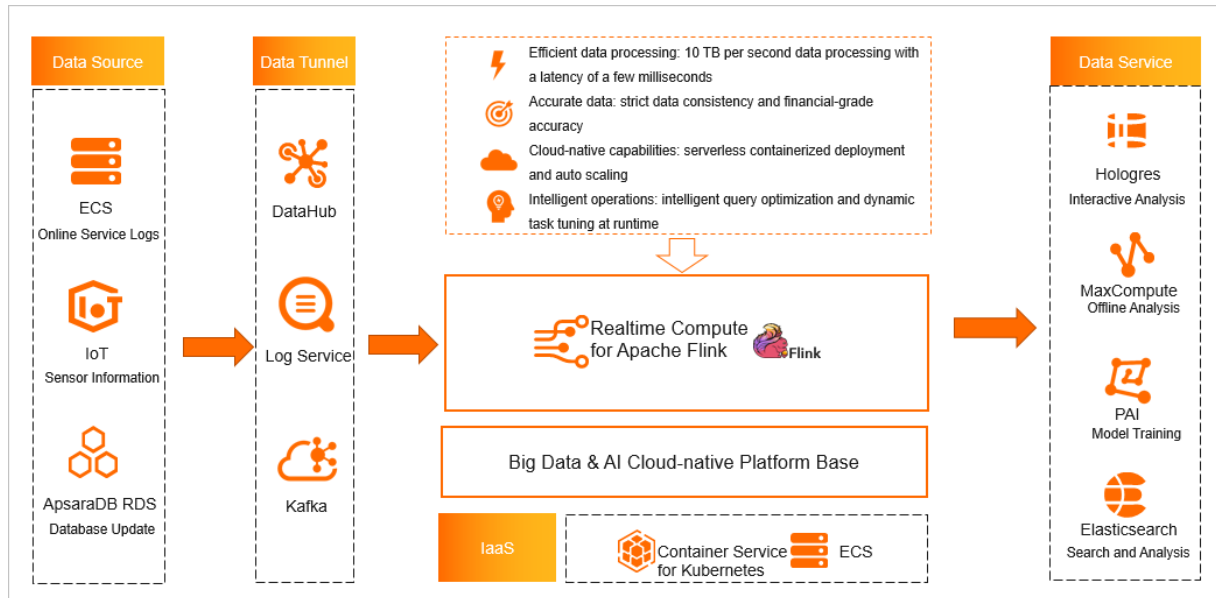 Data Source
ECS
Online Service Logs
IoT
IoT
Sensor Information
ApsaraDB RDS
Database Update
Data Tunnel
DataHub
Log Service
Kafka
Efficient data processing: 10 TB per second data processing with
a latency of a few milliseconds
Accurate data: strict data consistency and financial-grade
accuracy
Cloud-native capabilities: serverless containerized deployment
and auto scaling
Intelligent operations: intelligent query optimization and dynamic
task tuning at runtime
Realtime Compute
for Apache Flink
Flink
Big Data & AI Cloud-native Platform Base
IaaS
Container Service
for Kubernetes
ECS
Data Service
Hologres
Interactive Analysis
MaxCompute
Offline Analysis
PAI
Model Training
Elasticsearch
Search and Analysis